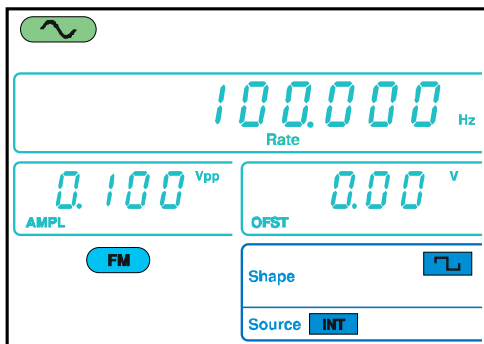 100.000 Hz
Rate
0.100 Vpp
AMPL
0.00 V
OFST
FM
Shape
Source INT